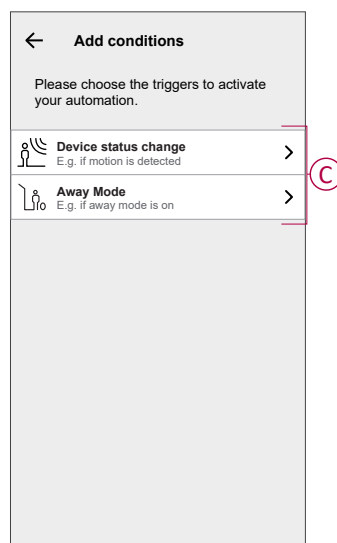 Add conditions
Please choose the triggers to activate
your automation.
Device status change
E.g. if motion is detected
C
Away Mode
E.g. if away mode is on